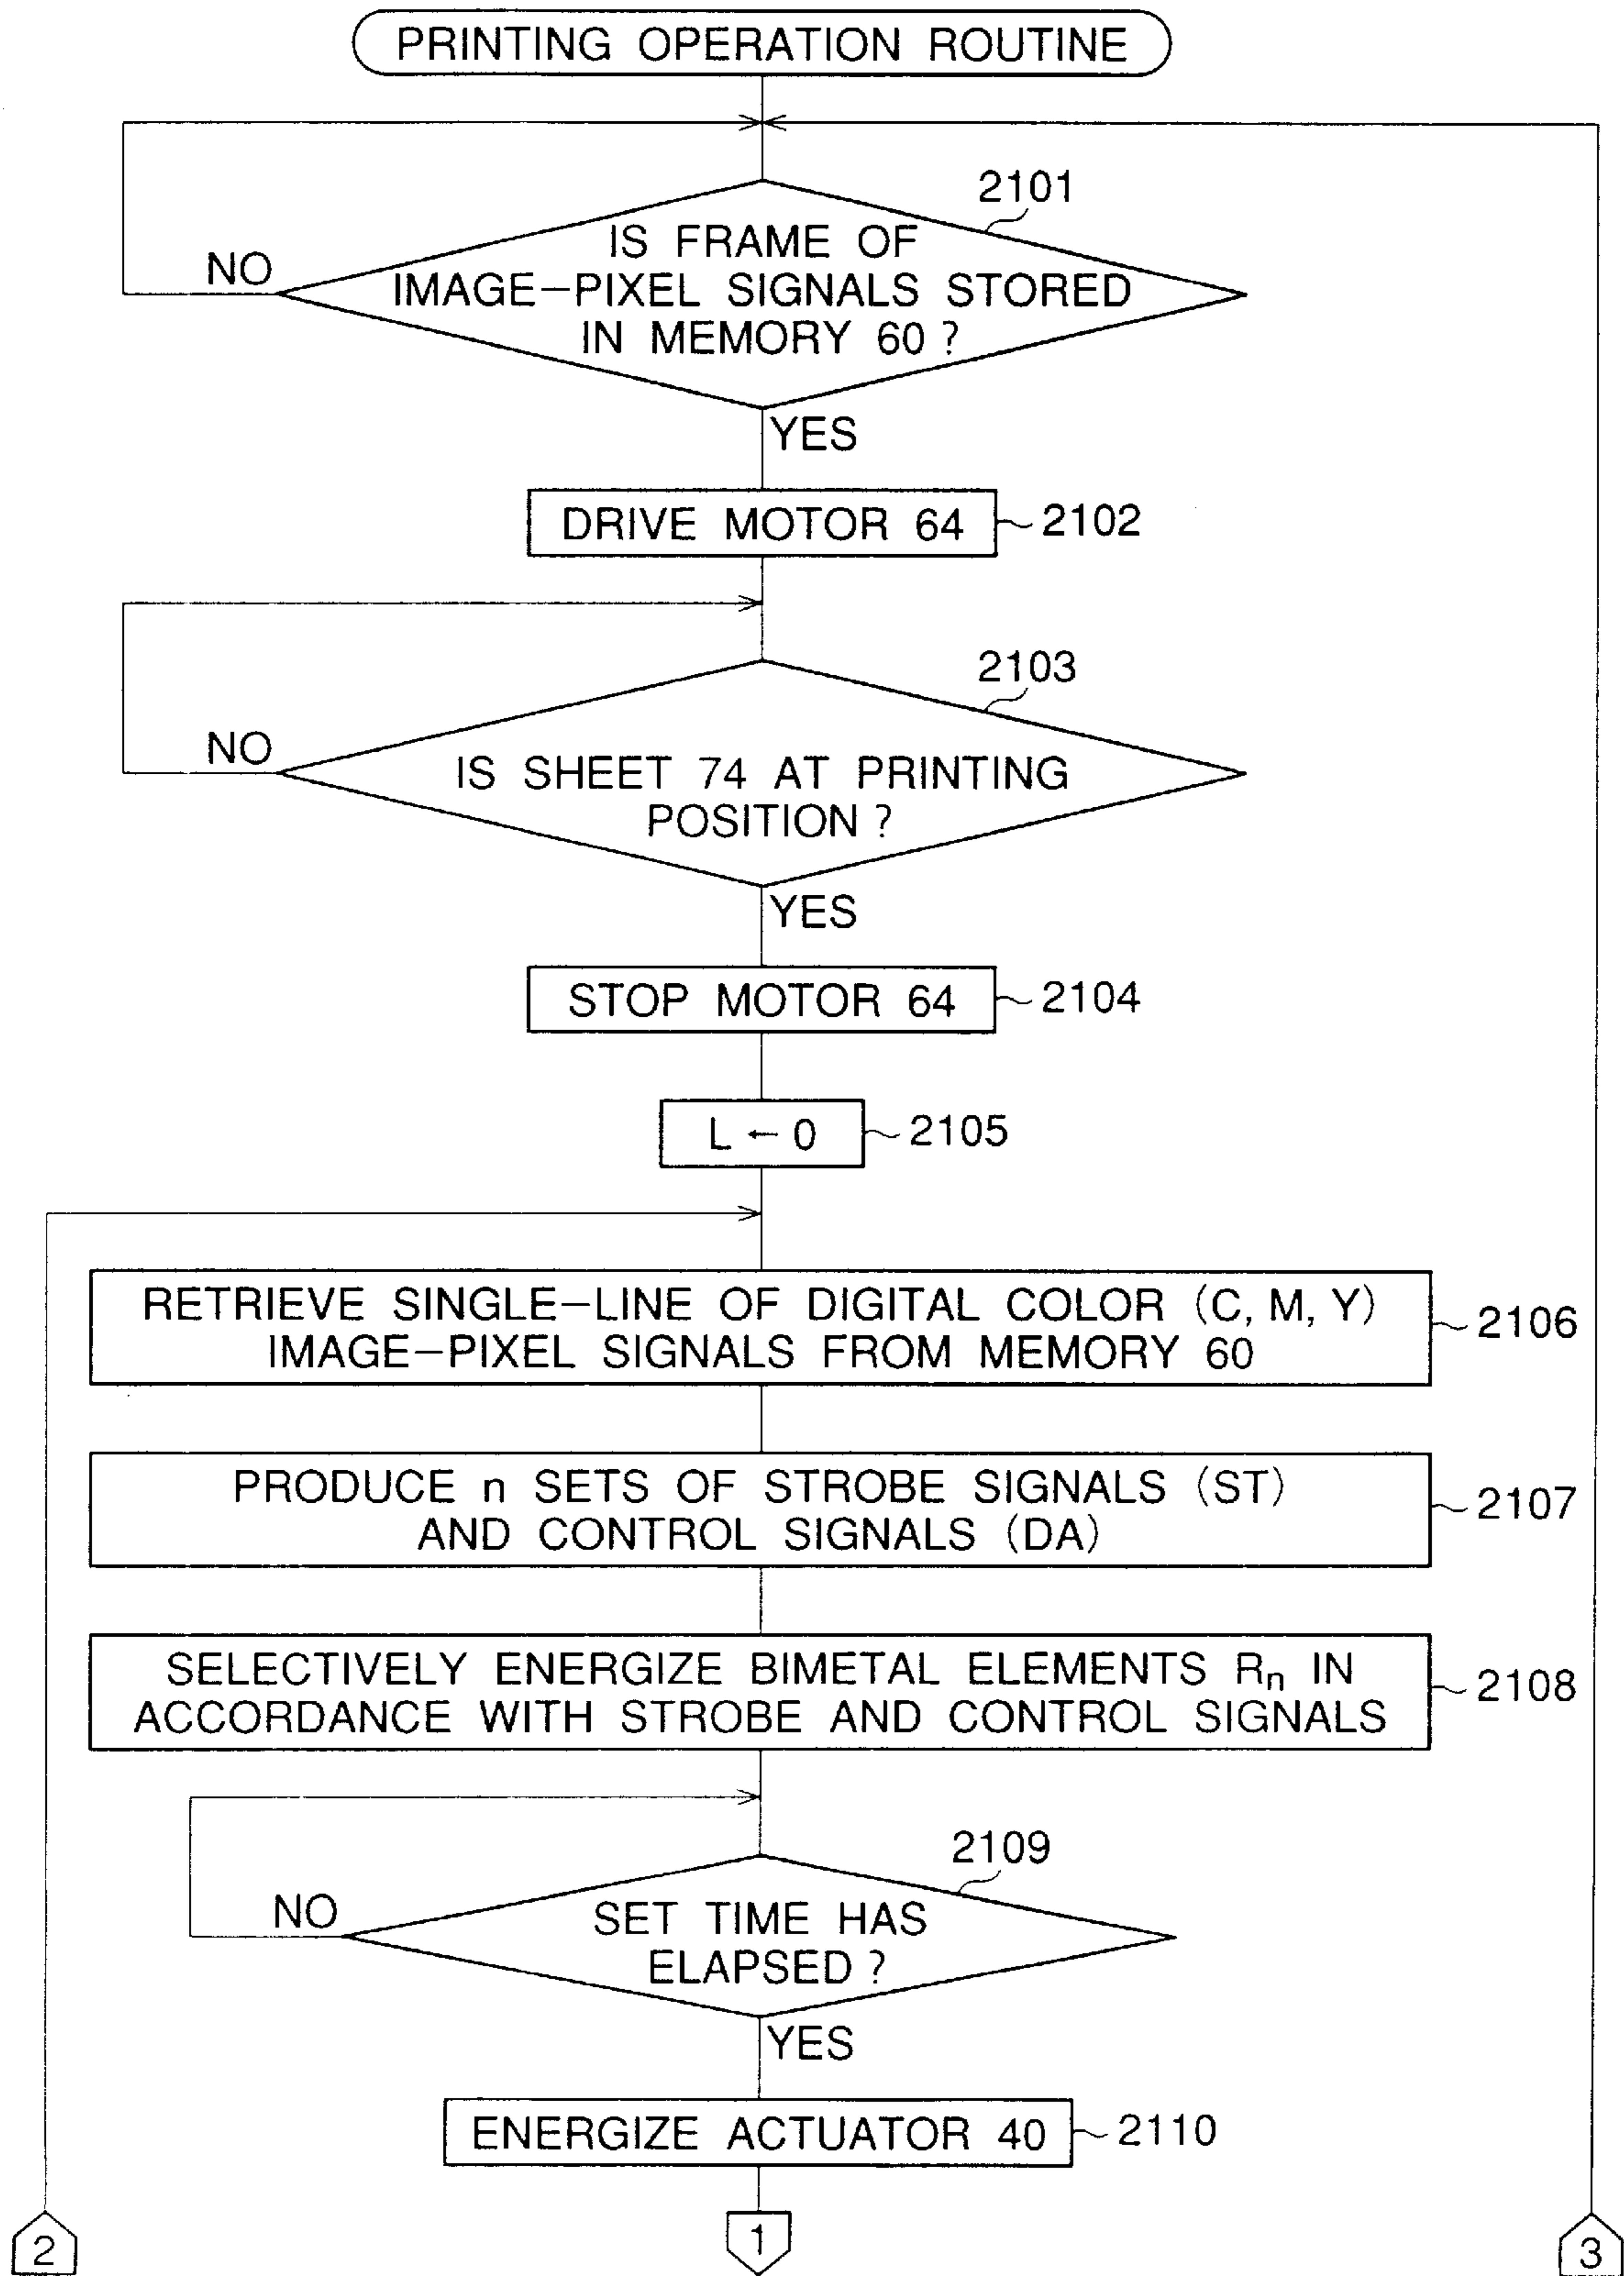 PRINTING OPERATION ROUTINE
2101
IS FRAME OF
IMAGE-PIXEL SIGNALS STORED
IN MEMORY 60 ?
NO
YES
DRIVE MOTOR 64
2102
2103
NO
IS SHEET 74 AT PRINTING
POSITION ?
YES
STOP MOTOR 64
2104
L ← 0
2105
RETRIEVE SINGLE-LINE OF DIGITAL COLOR (C, M, Y)
IMAGE-PIXEL SIGNALS FROM MEMORY 60
2106
PRODUCE n SETS OF STROBE SIGNALS (ST)
AND CONTROL SIGNALS (DA)
2107
SELECTIVELY ENERGIZE BIMETAL ELEMENTS Rn IN
ACCORDANCE WITH STROBE AND CONTROL SIGNALS
2108
2109
NO
SET TIME HAS
ELAPSED ?
YES
ENERGIZE ACTUATOR 40
2110
2
1
3